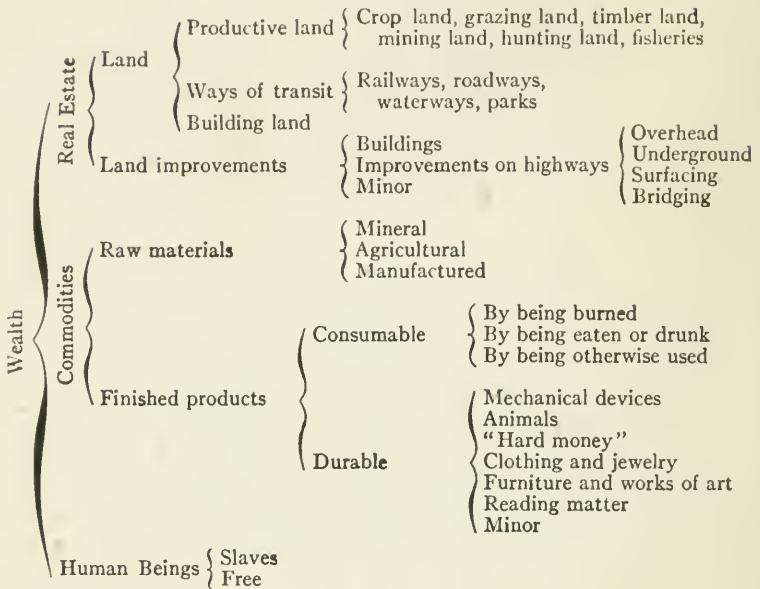 Wealth
Real Estate
Land
Productive land
Crop land, grazing land, timber land,
mining land, hunting land, fisheries
Ways of transit
Railways, roadways,
waterways, parks
Building land
Land improvements
Buildings
Improvements on highways
Minor
Overhead
Underground
Surfacing
Bridging
Commodities
Raw materials
Mineral
Agricultural
Manufactured
Finished products
Consumable
By being burned
By being eaten or drunk
By being otherwise used
Durable
Mechanical devices
Animals
"Hard money"
Clothing and jewelry
Furniture and works of art
Reading matter
Minor
Human Beings
Slaves
Free